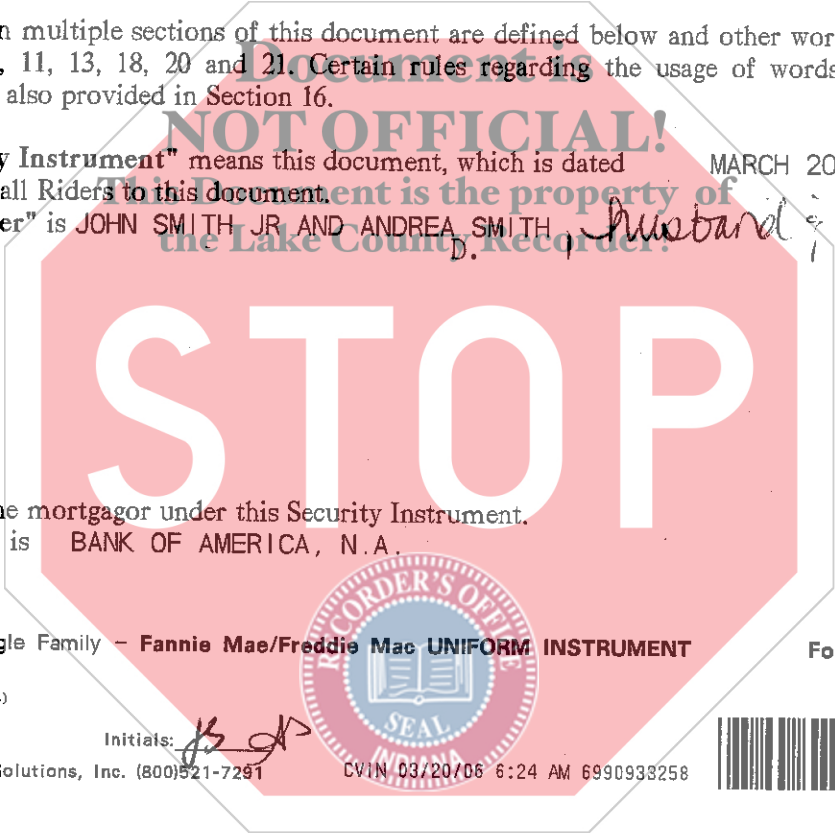 n multiple sections of this document are defined below and other wor
, 11, 13, 18, 20 and 21. Certain rules regarding the usage of words
also provided in Section 16.
Document is
NOT OFFICIAL!
This Document is the property of
the Lake County Recorder!
y Instrument" means this document, which is dated MARCH 20
all Riders to this document.
er" is JOHN SMITH JR AND ANDREA D. SMITH , husband &
STOP
ne mortgagor under this Security Instrument.
is BANK OF AMERICA, N.A.
RECORDER'S OFFICE
SEAL
INDIANA
gle Family - Fannie Mae/Freddie Mac UNIFORM INSTRUMENT Fo
Initials:
Solutions, Inc. (800)521-7291 CVIN 03/20/06 6:24 AM 6990933258